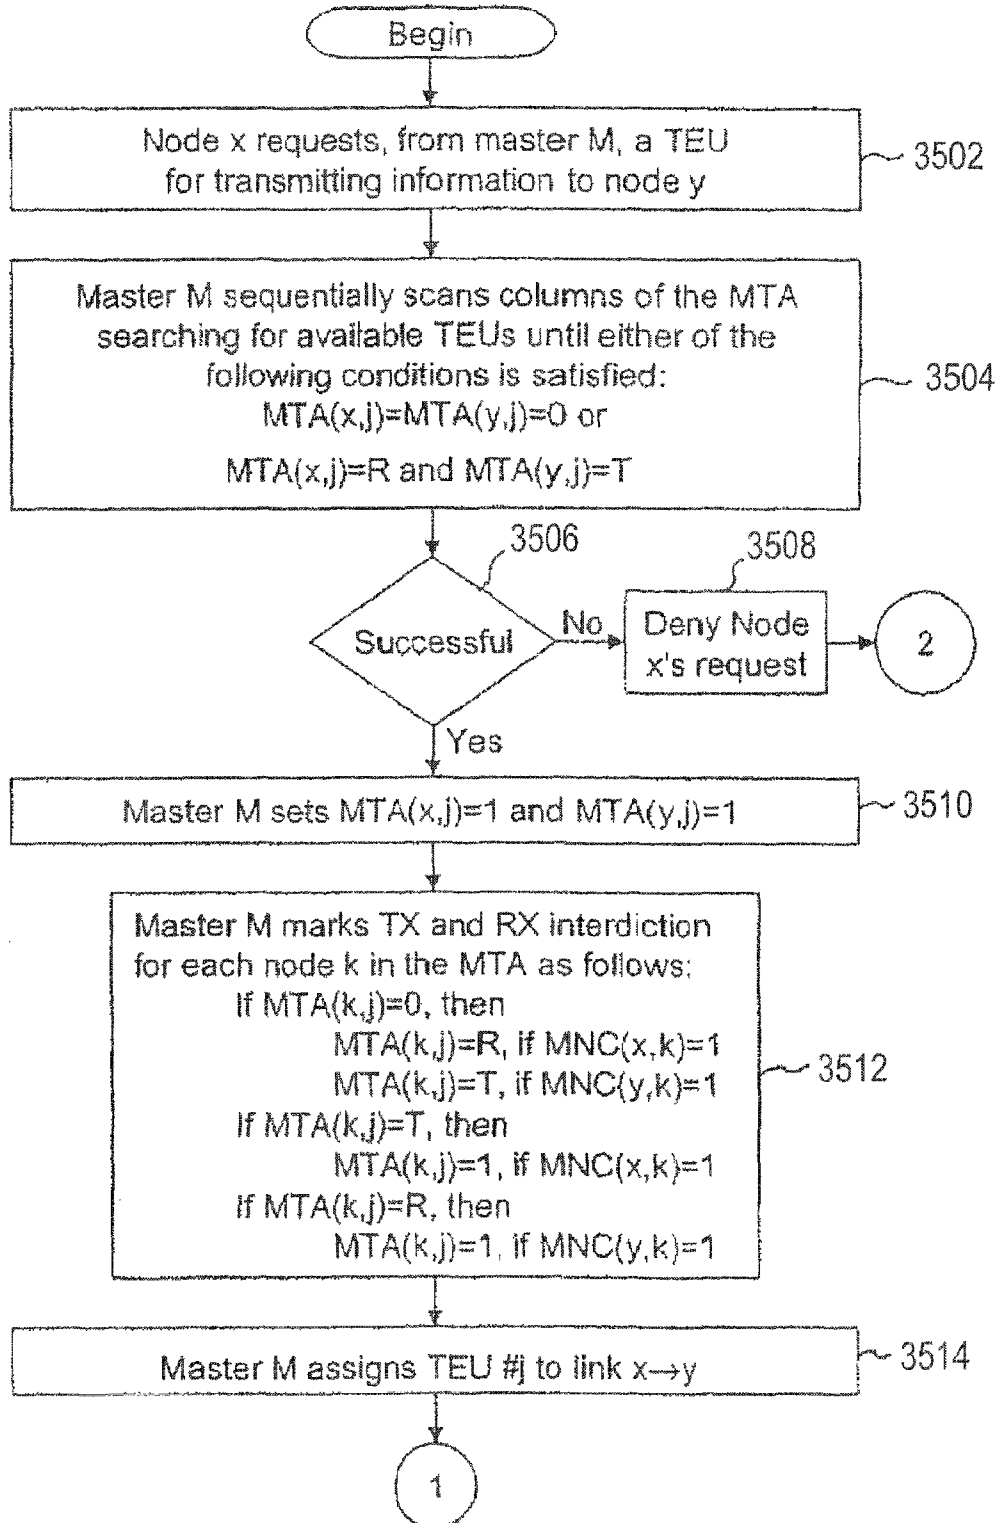 Begin
Node x requests, from master M, a TEU
for transmitting information to node y
3502
Master M sequentially scans columns of the MTA
searching for available TEUs until either of the
following conditions is satisfied:
MTA(x,j)=MTA(y,j)=0 or
MTA(x,j)=R and MTA(y,j)=T
3504
3506
3508
Successful
No
Deny Node
x's request
2
Yes
Master M sets MTA(x,j)=1 and MTA(y,j)=1
3510
Master M marks TX and RX interdiction
for each node k in the MTA as follows:
If MTA(k,j)=0, then
MTA(k,j)=R, if MNC(x,k)=1
MTA(k,j)=T, if MNC(y,k)=1
If MTA(k,j)=T, then
MTA(k,j)=1, if MNC(x,k)=1
If MTA(k,j)=R, then
MTA(k,j)=1, if MNC(y,k)=1
3512
Master M assigns TEU #j to link x→y
3514
1